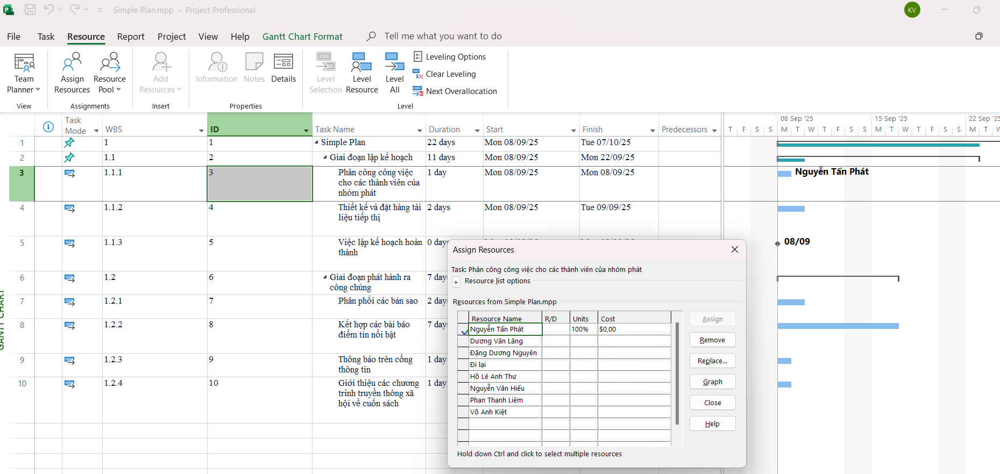 Simple Plan.mpp - Project Professional
KV
File Task Resource Report Project View Help Gantt Chart Format Tell me what you want to do
Team Planner
Assign Resources
Resource Pool
Add Resources
Information
Notes
Details
Level Selection
Level Resource
Level All
Leveling Options
Clear Leveling
Next Overallocation
View Assignments Insert Properties Level
Task Mode WBS ID Task Name Duration Start Finish Predecessors
08 Sep '25 15 Sep '25 22 Sep '25
T F S S M T W T F S S M T W T F S S M T W
1 1 1 Simple Plan 22 days Mon 08/09/25 Tue 07/10/25
2 1.1 2 Giai đoạn lập kế hoạch 11 days Mon 08/09/25 Mon 22/09/25
3 1.1.1 3 Phân công công việc 1 day Mon 08/09/25 Mon 08/09/25 Nguyễn Tấn Phát
cho các thành viên của
nhóm phát
4 1.1.2 4 Thiết kế và đặt hàng tài 2 days Mon 08/09/25 Tue 09/09/25
liệu tiếp thị
5 1.1.3 5 Việc lập kế hoạch hoàn 0 days 08/09
thành
6 1.2 6 Giai đoạn phát hành ra 7 days
công chúng
7 1.2.1 7 Phân phối các bản sao 2 days
8 1.2.2 8 Kết hợp các bài báo 7 days
điểm tin nổi bật
9 1.2.3 9 Thông báo trên cổng 1 day
thông tin
10 1.2.4 10 Giới thiệu các chương 1 day
trình truyền thông xã
hội về cuốn sách
GANTT CHART
Assign Resources
Task: Phân công công việc cho các thành viên của nhóm phát
+ Resource list options
Resources from Simple Plan.mpp
Resource Name R/D Units Cost
Nguyễn Tấn Phát 100% $0,00
Dương Văn Lăng
Đặng Dương Nguyên
Đi lại
Hồ Lê Anh Thư
Nguyễn Văn Hiếu
Phan Thanh Liêm
Võ Anh Kiệt
Assign
Remove
Replace...
Graph
Close
Help
Hold down Ctrl and click to select multiple resources